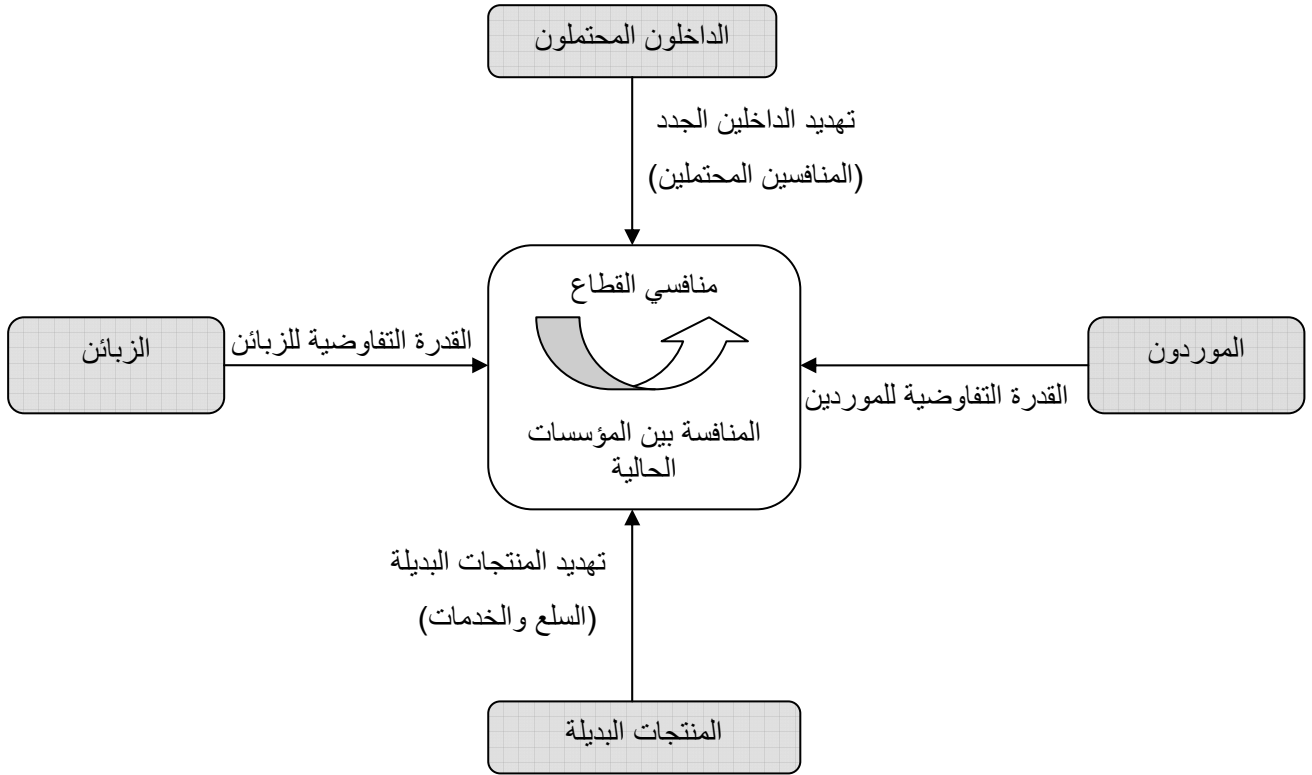 الداخلون المحتملون
تهديد الداخلين الجدد
(المنافسين المحتملين)
منافسي القطاع
الموردون
القدرة التفاوضية للموردين
القدرة التفاوضية للزبائن
الزبائن
المنافسة بين المؤسسات
الحالية
تهديد المنتجات البديلة
(السلع والخدمات)
المنتجات البديلة